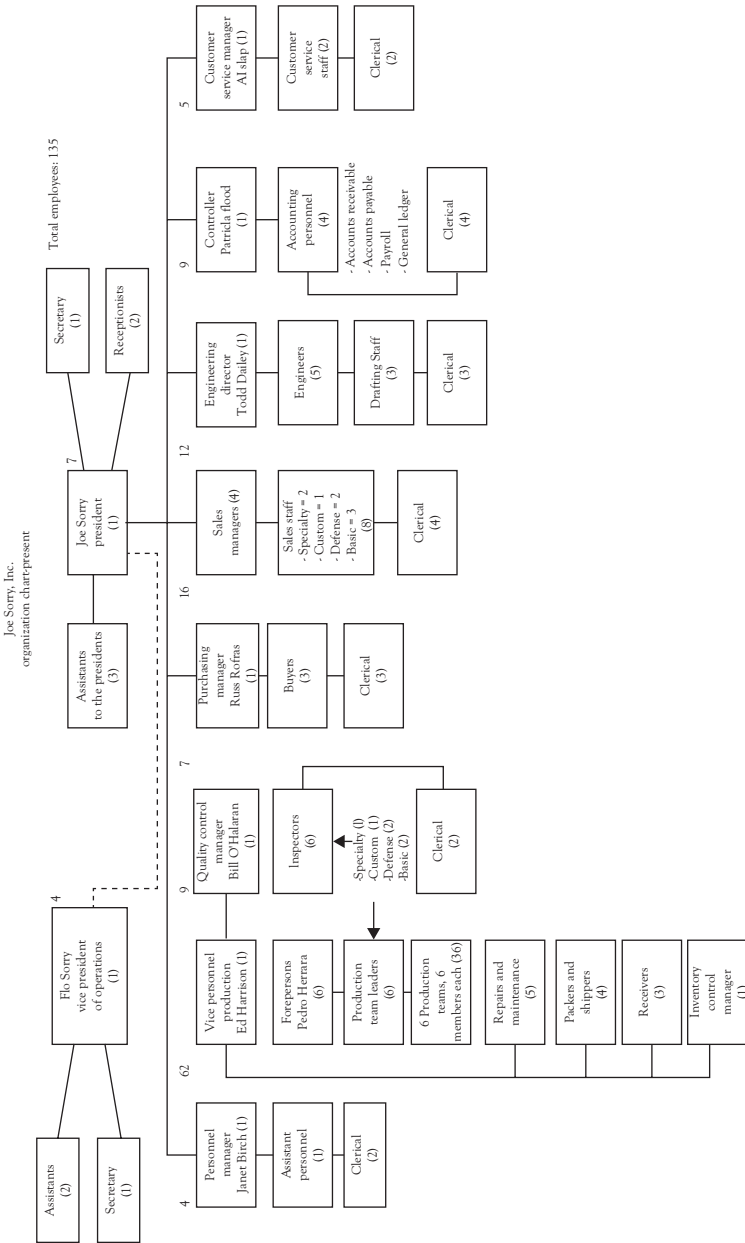 Joe Sorry, Inc.
organization chart-present
Total employees: 135
Assistants
(2)
Secretary
(1)
4
Flo Sorry
vice president
of operations
(1)
Assistants
to the presidents
(3)
7
Joe Sorry
president
(1)
Secretary
(1)
Receptionists
(2)
4
Personnel
manager
Janet Birch (1)
Assistant
personnel
(1)
Clerical
(2)
62
Vice personnel
production
Ed Harrison (1)
Forepersons
Pedro Herrara
(6)
Production
team leaders
(6)
6 Production
teams, 6
members each (36)
Repairs and
maintenance
(5)
Packers and
shippers
(4)
Receivers
(3)
Inventory
control
manager
(1)
9
Quality control
manager
Bill O'Halaran
(1)
Inspectors
(6)
-Specialty (l)
-Custom (1)
-Defense (2)
-Basic (2)
Clerical
(2)
7
Purchasing
manager
Russ Rofras
(1)
Buyers
(3)
Clerical
(3)
16
Sales
managers (4)
Sales staff
- Specialty = 2
- Custom = 1
- Defense = 2
- Basic = 3
(8)
Clerical
(4)
12
Engineering
director
Todd Dailey (1)
Engineers
(5)
Drafting Staff
(3)
Clerical
(3)
9
Controller
Patricla flood
(1)
Accounting
personnel
(4)
- Accounts receivable
- Accounts payable
- Payroll
- General ledger
Clerical
(4)
5
Customer
service manager
AI slap (1)
Customer
service
staff (2)
Clerical
(2)